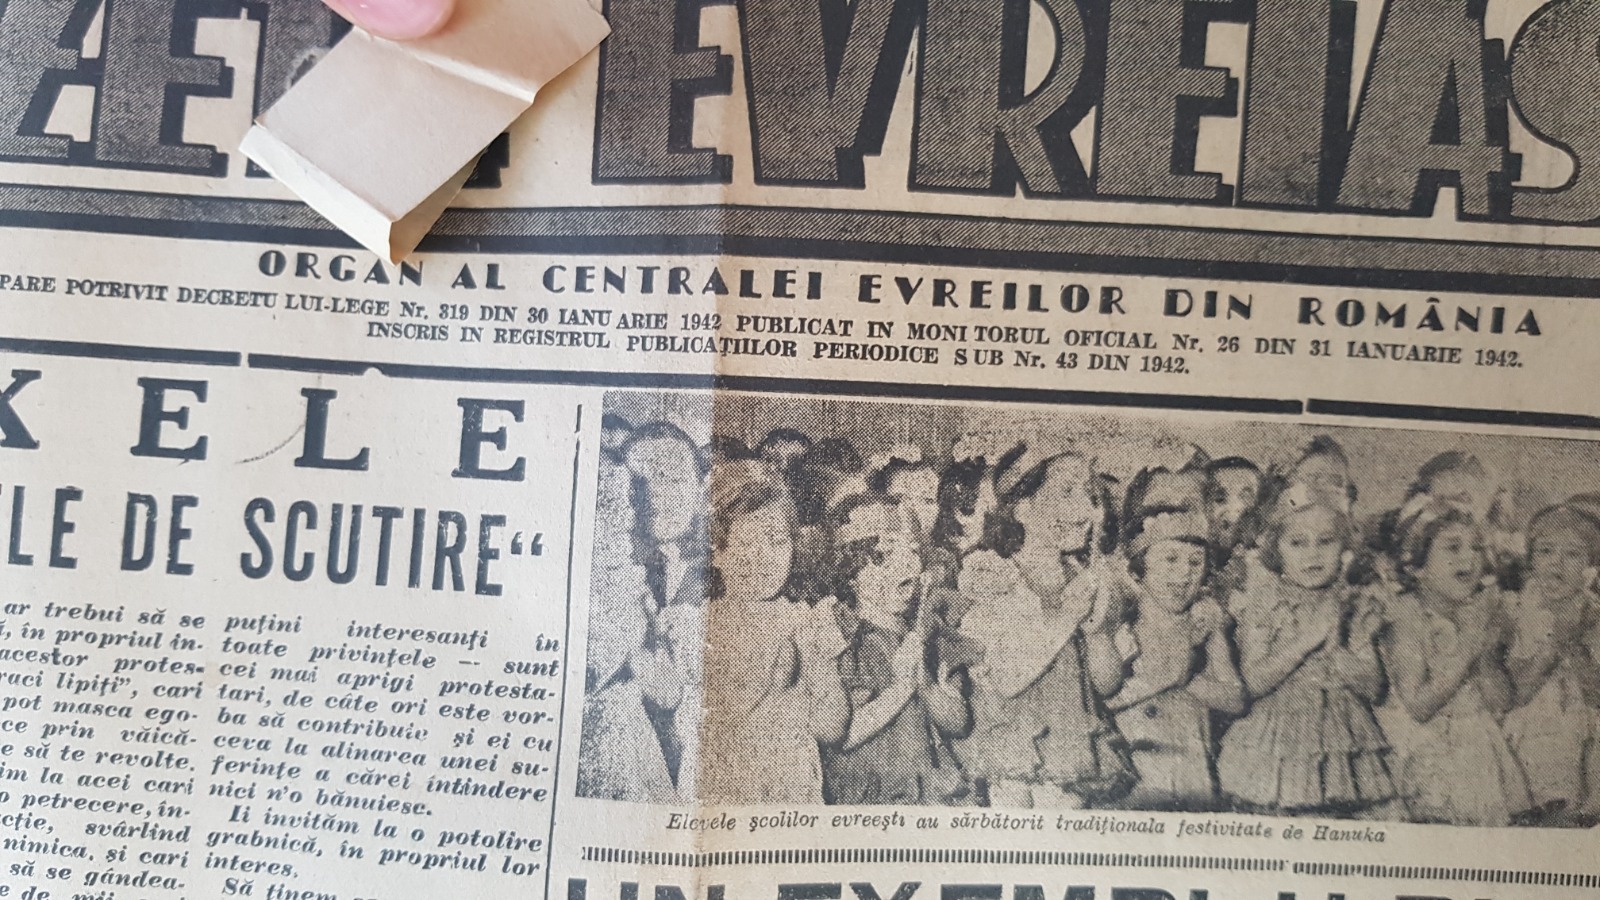 EVREIAS
ORGAN AL CENTRALEI EVREILOR DIN ROMÂNIA
PARE POTRIVIT DECRETU LUI-LEGE Nr. 319 DIN 30 IANUARIE 1942 PUBLICAT IN MONITORUL OFICIAL Nr. 26 DIN 31 IANUARIE 1942.
INSCRIS IN REGISTRUL PUBLICAȚIILOR PERIODICE SUB Nr. 43 DIN 1942.
XELE
LE DE SCUTIRE“
ar trebui să se
, în propriul in-
acestor protes-
raci lipiți”, cari
pot masca ego-
ce prin văică-
e să te revolte.
im la acei cari
o petrecere, în-
cție, svârlind
nimica, și cari
să se gândea-
e de mii
puțini interesanți în
toate privințele — sunt
cei mai aprigi protesta-
tari, de câte ori este vor-
ba să contribuie și ei cu
ceva la alinarea unei su-
ferințe a cărei întindere
nici n'o bănuiesc.
Ii invităm la o potolire
grabnică, în propriul lor
interes.
Să ținem
Elevele școlilor evreești au sărbătorit tradiționala festivitate de Hanuka
UN EXEMPLU